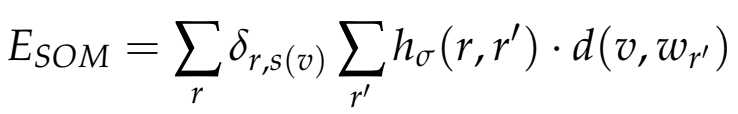 E_{SOM} = \sum_{r} \delta_{r,s(v)} \sum_{r'} h_{\sigma}(r, r') \cdot d(v, w_{r'})